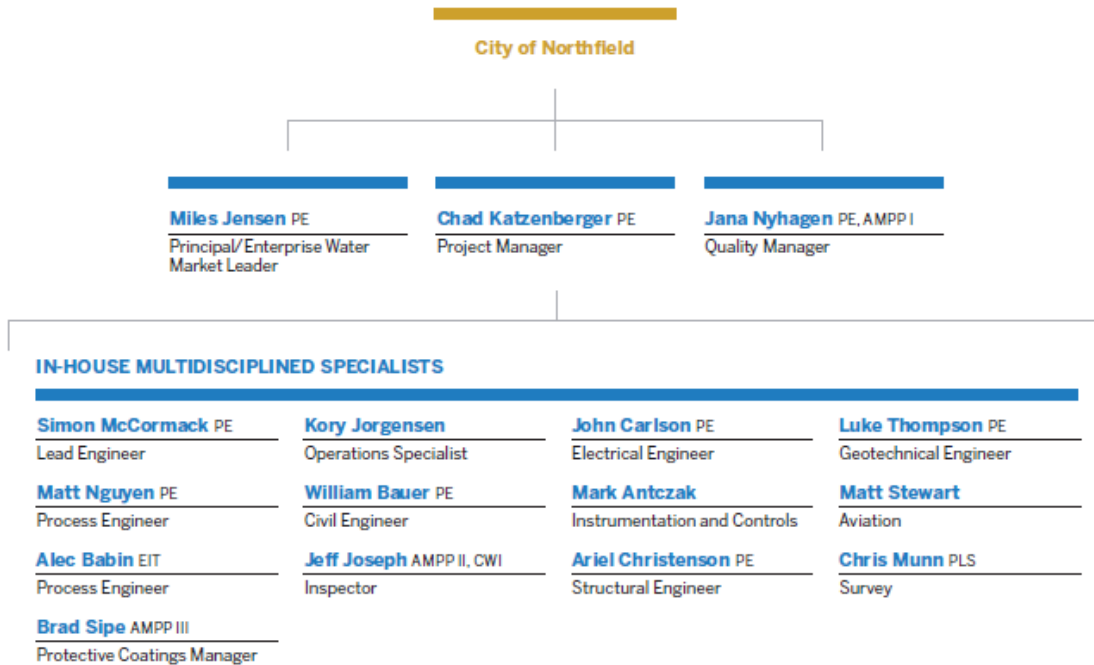 City of Northfield
Miles Jensen PE
Principal/Enterprise Water
Market Leader
Chad Katzenberger PE
Project Manager
Jana Nyhagen PE, AMPP I
Quality Manager
IN-HOUSE MULTIDISCIPLINED SPECIALISTS
Simon McCormack PE
Lead Engineer
Matt Nguyen PE
Process Engineer
Alec Babin EIT
Process Engineer
Brad Sipe AMPP III
Protective Coatings Manager
Kory Jorgensen
Operations Specialist
William Bauer PE
Civil Engineer
Jeff Joseph AMPP II, CWI
Inspector
John Carlson PE
Electrical Engineer
Mark Antczak
Instrumentation and Controls
Ariel Christenson PE
Structural Engineer
Luke Thompson PE
Geotechnical Engineer
Matt Stewart
Aviation
Chris Munn PLS
Survey